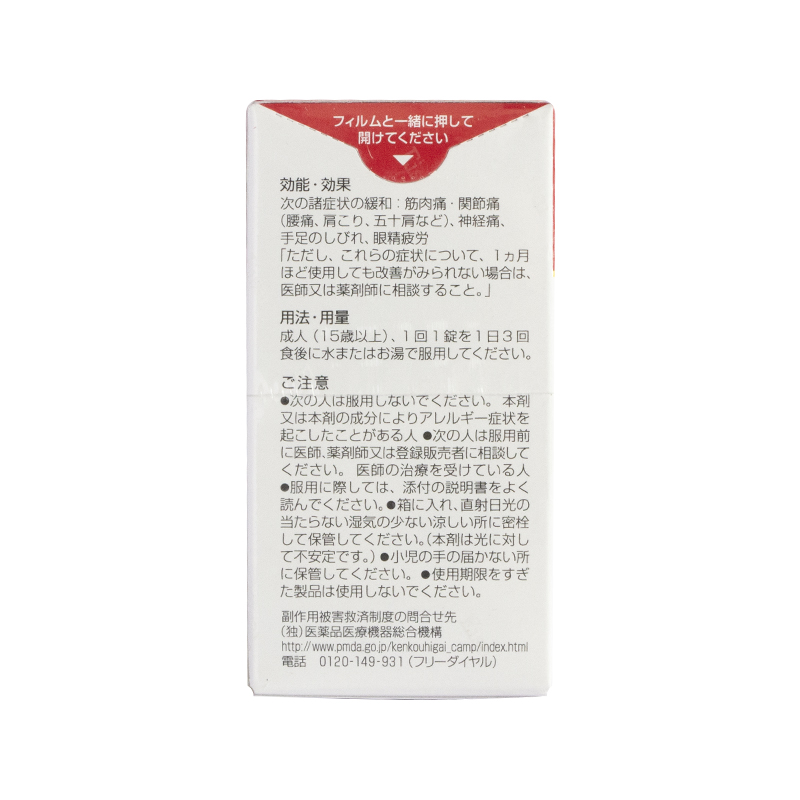 フィルムと一緒に押して
開けてください
効能・効果
次の諸症状の緩和：筋肉痛・関節痛
（腰痛、肩こり、五十肩など）、神経痛、
手足のしびれ、眼精疲労
「ただし、これらの症状について、1ヵ月
ほど使用しても改善がみられない場合は、
医師又は薬剤師に相談すること。」
用法・用量
成人（15歳以上）、1回1錠を1日3回
食後に水またはお湯で服用してください。
ご注意
●次の人は服用しないでください。 本剤
又は本剤の成分によりアレルギー症状を
起こしたことがある人 ●次の人は服用前
に医師、薬剤師又は登録販売者に相談して
ください。 医師の治療を受けている人
●服用に際しては、添付の説明書をよく
読んでください。●箱に入れ、直射日光の
当たらない湿気の少ない涼しい所に密栓
して保管してください。（本剤は光に対し
て不安定です。）●小児の手の届かない所
に保管してください。 ●使用期限をすぎ
た製品は使用しないでください。
副作用被害救済制度の問合せ先
（独）医薬品医療機器総合機構
http://www.pmda.go.jp/kenkouhigai_camp/index.html
電話 0120-149-931（フリーダイヤル）